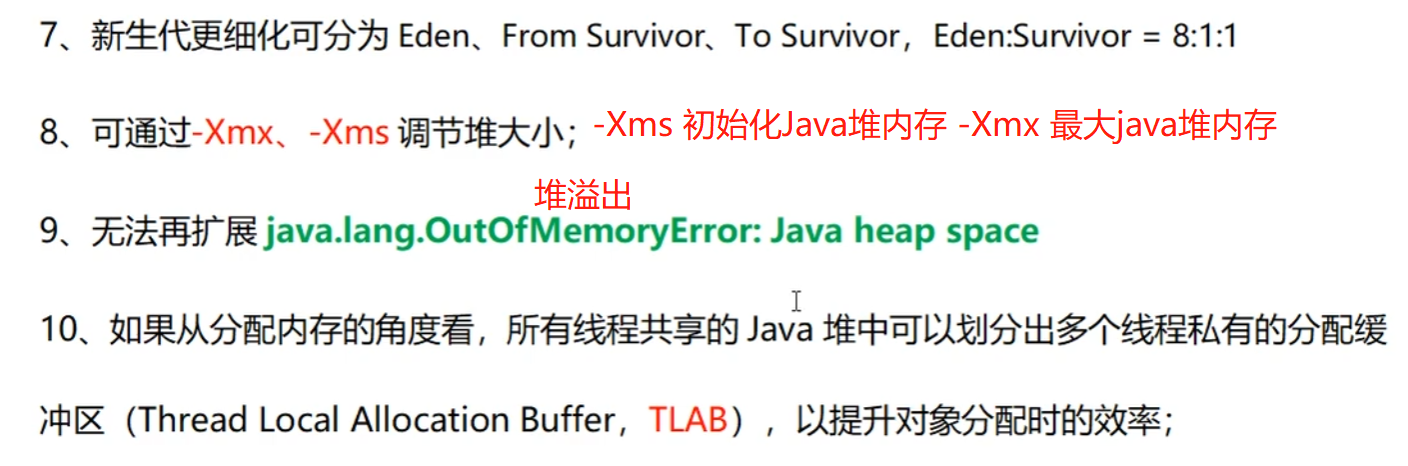 7、新生代更细化可分为 Eden、From Survivor、To Survivor，Eden:Survivor = 8:1:1
8、可通过-Xmx、-Xms 调节堆大小；-Xms 初始化Java堆内存 -Xmx 最大java堆内存
堆溢出
9、无法再扩展 java.lang.OutOfMemoryError: Java heap space
10、如果从分配内存的角度看，所有线程共享的 Java 堆中可以划分出多个线程私有的分配缓
冲区（Thread Local Allocation Buffer，TLAB），以提升对象分配时的效率；